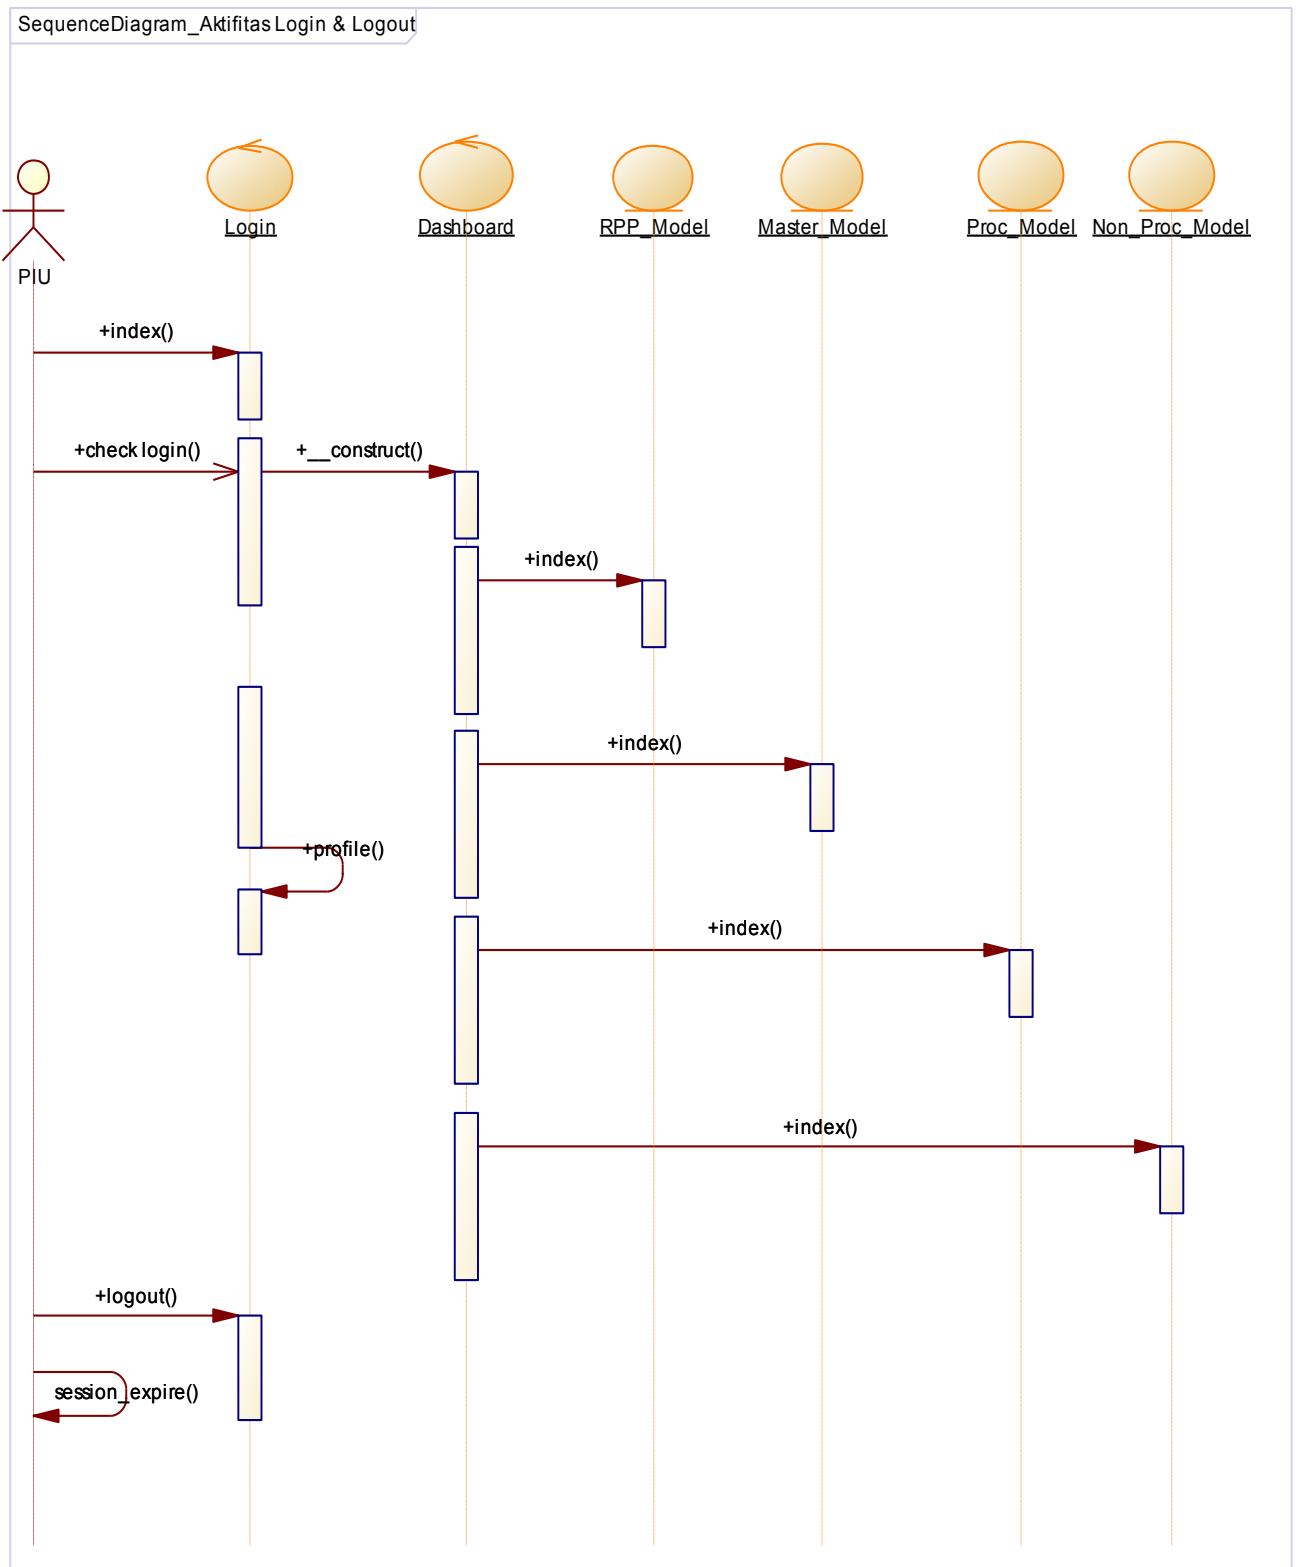 SequenceDiagram_Aktifitas Login & Logout
Login
Dashboard
RPP_Model
Master_Model
Proc_Model
Non_Proc_Model
PIU
+index()
+check login()
+__construct()
+index()
+index()
+profile()
+index()
+index()
+logout()
session_expire()